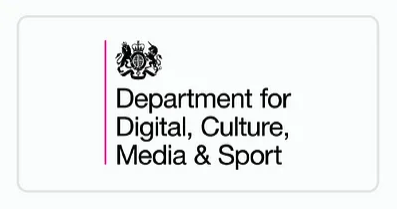 Department for
Digital, Culture,
Media & Sport